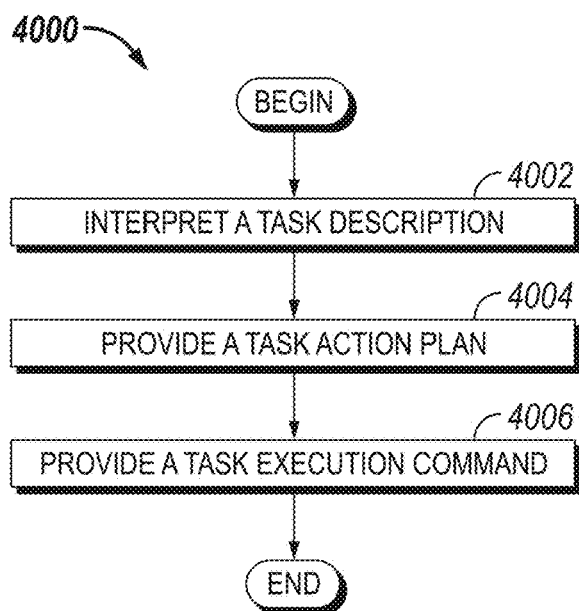 4000
BEGIN
4002
INTERPRET A TASK DESCRIPTION
4004
PROVIDE A TASK ACTION PLAN
4006
PROVIDE A TASK EXECUTION COMMAND
END